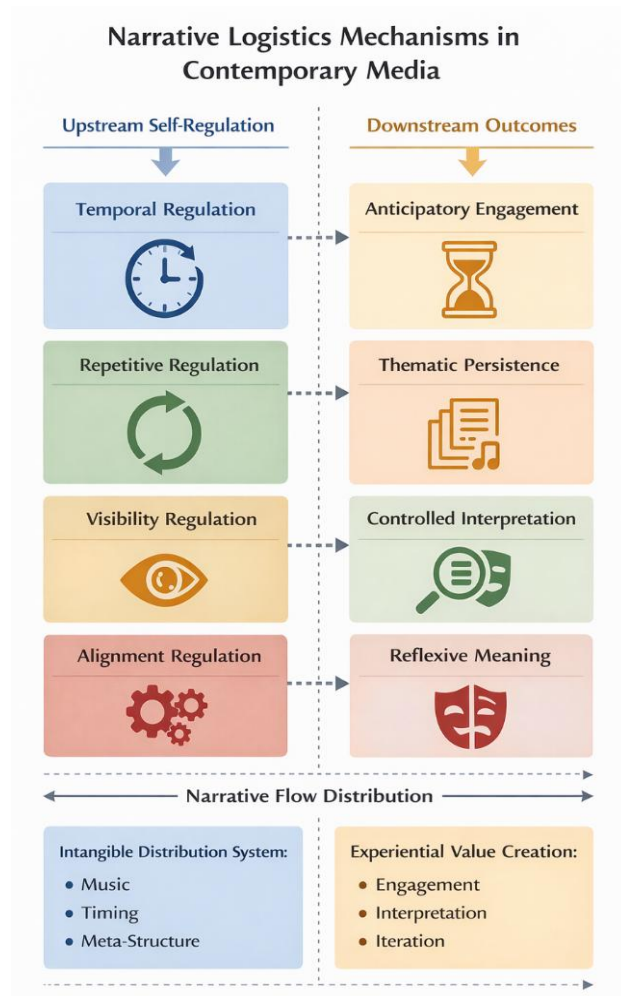 Narrative Logistics Mechanisms in
Contemporary Media
Upstream Self-Regulation
Downstream Outcomes
Temporal Regulation
Anticipatory Engagement
Repetitive Regulation
Thematic Persistence
Visibility Regulation
Controlled Interpretation
Alignment Regulation
Reflexive Meaning
Narrative Flow Distribution
Intangible Distribution System:
• Music
• Timing
• Meta-Structure
Experiential Value Creation:
• Engagement
• Interpretation
• Iteration